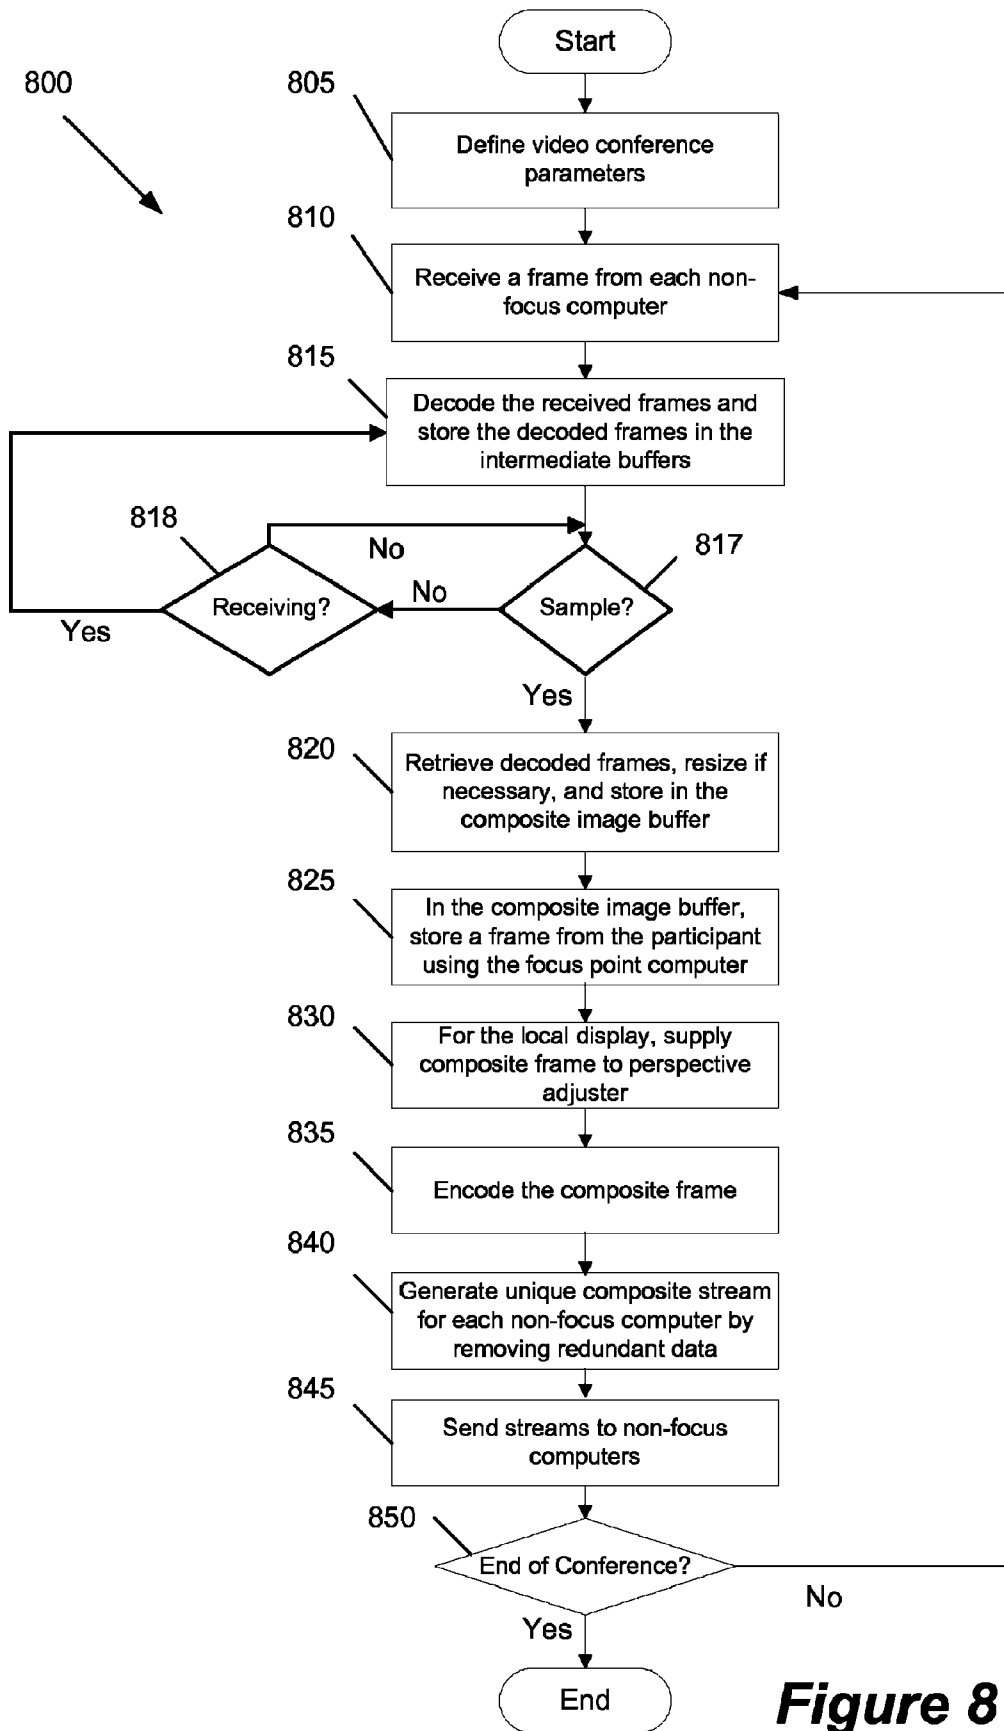 Start
800
805
Define video conference
parameters
810
Receive a frame from each non-
focus computer
815
Decode the received frames and
store the decoded frames in the
intermediate buffers
818
No
817
Receiving?
No
Sample?
Yes
Yes
820
Retrieve decoded frames, resize if
necessary, and store in the
composite image buffer
825
In the composite image buffer,
store a frame from the participant
using the focus point computer
830
For the local display, supply
composite frame to perspective
adjuster
835
Encode the composite frame
840
Generate unique composite stream
for each non-focus computer by
removing redundant data
845
Send streams to non-focus
computers
850
End of Conference?
No
Yes
End
Figure 8